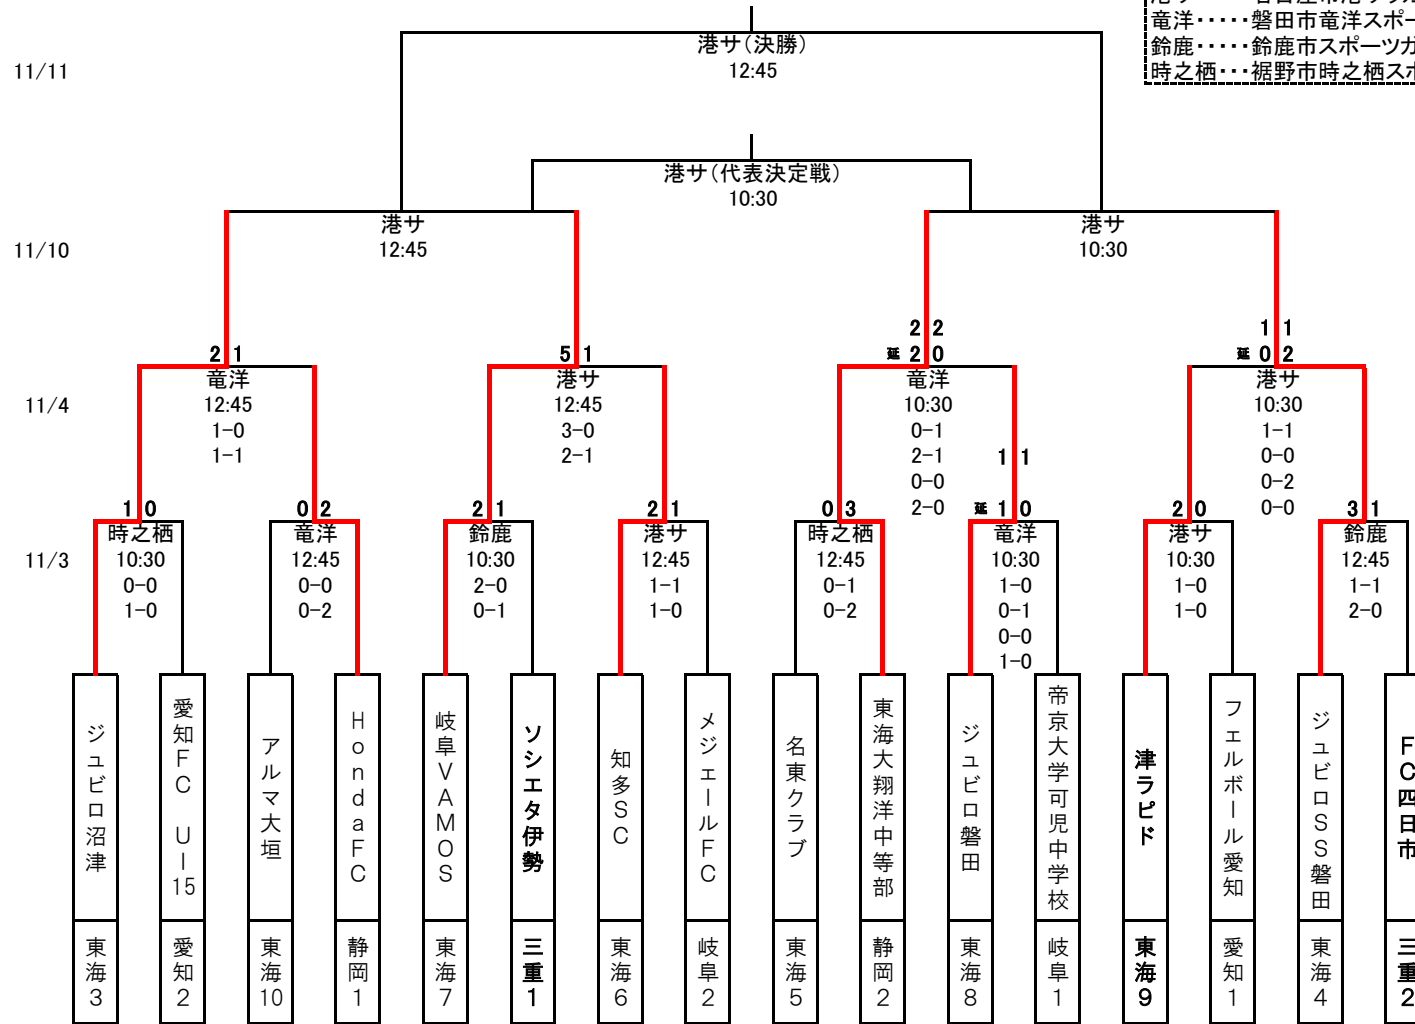 竜洋・・・・・磐田市竜洋スポー
鈴鹿・・・・・鈴鹿市スポーツガ
時之栖・・・裾野市時之栖スポ
11/11
港サ(決勝)
12:45
港サ(代表決定戦)
10:30
11/10
港サ
12:45
港サ
10:30
2 2
延 2 0
1 1
延 0 2
2 1
5 1
11/4
竜洋
12:45
1-0
1-1
港サ
12:45
3-0
2-1
竜洋
10:30
0-1
2-1
0-0
2-0
港サ
10:30
1-1
0-0
0-2
0-0
11/3
1 0
時之栖
10:30
0-0
1-0
0 2
竜洋
12:45
0-0
0-2
2 1
鈴鹿
10:30
2-0
0-1
2 1
港サ
12:45
1-1
1-0
0 3
時之栖
12:45
0-1
0-2
1 1
延 1 0
竜洋
10:30
1-0
0-1
0-0
1-0
2 0
港サ
10:30
1-0
1-0
3 1
鈴鹿
12:45
1-1
2-0
ジュビロ沼津
愛知FC U-15
アルマ大垣
HondaFC
岐阜VAMOS
ソシエタ伊勢
知多SC
メジェールFC
名東クラブ
東海大翔洋中等部
ジュビロ磐田
帝京大学可児中学校
津ラピド
フェルボール愛知
ジュビロSS磐田
FC四日市
東海3
愛知2
東海10
静岡1
東海7
三重1
東海6
岐阜2
東海5
静岡2
東海8
岐阜1
東海9
愛知1
東海4
三重2